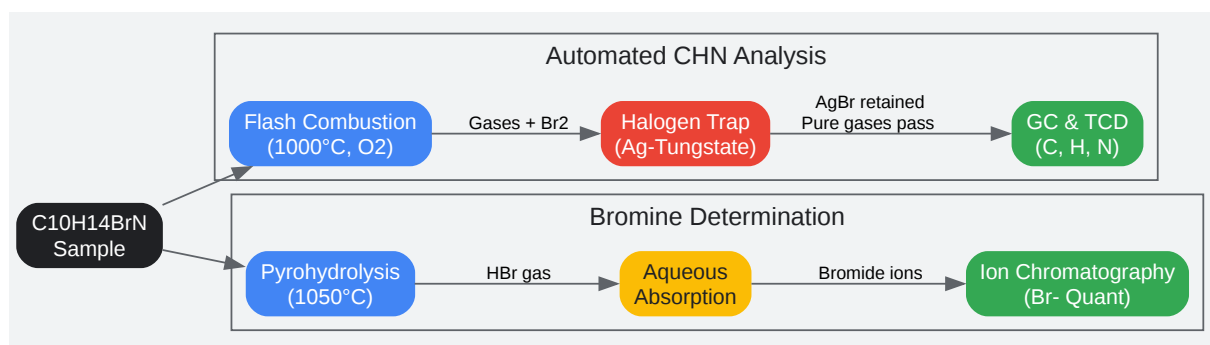 Automated CHN Analysis
Flash Combustion
(1000°C, O2)
Gases + Br2
Halogen Trap
(Ag-Tungstate)
AgBr retained
Pure gases pass
GC & TCD
(C, H, N)
C10H14BrN
Sample
Bromine Determination
Pyrohydrolysis
(1050°C)
HBr gas
Aqueous
Absorption
Bromide ions
Ion Chromatography
(Br- Quant)